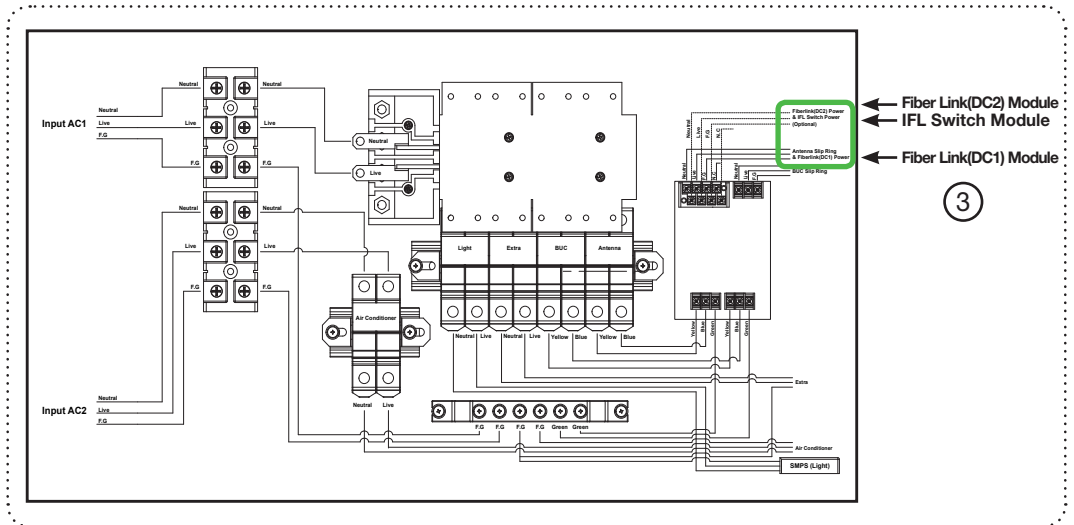 Neutral
Neutral
Neutral
Input AC1
Live
Live
Live
F.G
F.G
F.G
Neutral
Live
Neutral
Neutral
Live
Live
F.G
F.G
Input AC2
Neutral
Live
F.G
Air Conditioner
Neutral
Live
Light
Extra
BUC
Antenna
Neutral
Live
Neutral
Live
Yellow
Blue
Yellow
Blue
F.G
F.G
F.G
F.G
Green
Green
Neutral
Live
F.G
N.C
Fiberlink(DC2) Power
& IFL Switch Power
(Optional)
Antenna Slip Ring
& Fiberlink(DC1) Power
BUC Slip Ring
Neutral
Live
F.G
N.C
Neutral
Live
F.G
Yellow
Blue
Green
Yellow
Blue
Green
Extra
Air Conditioner
SMPS (Light)
Fiber Link(DC2) Module
IFL Switch Module
Fiber Link(DC1) Module
3